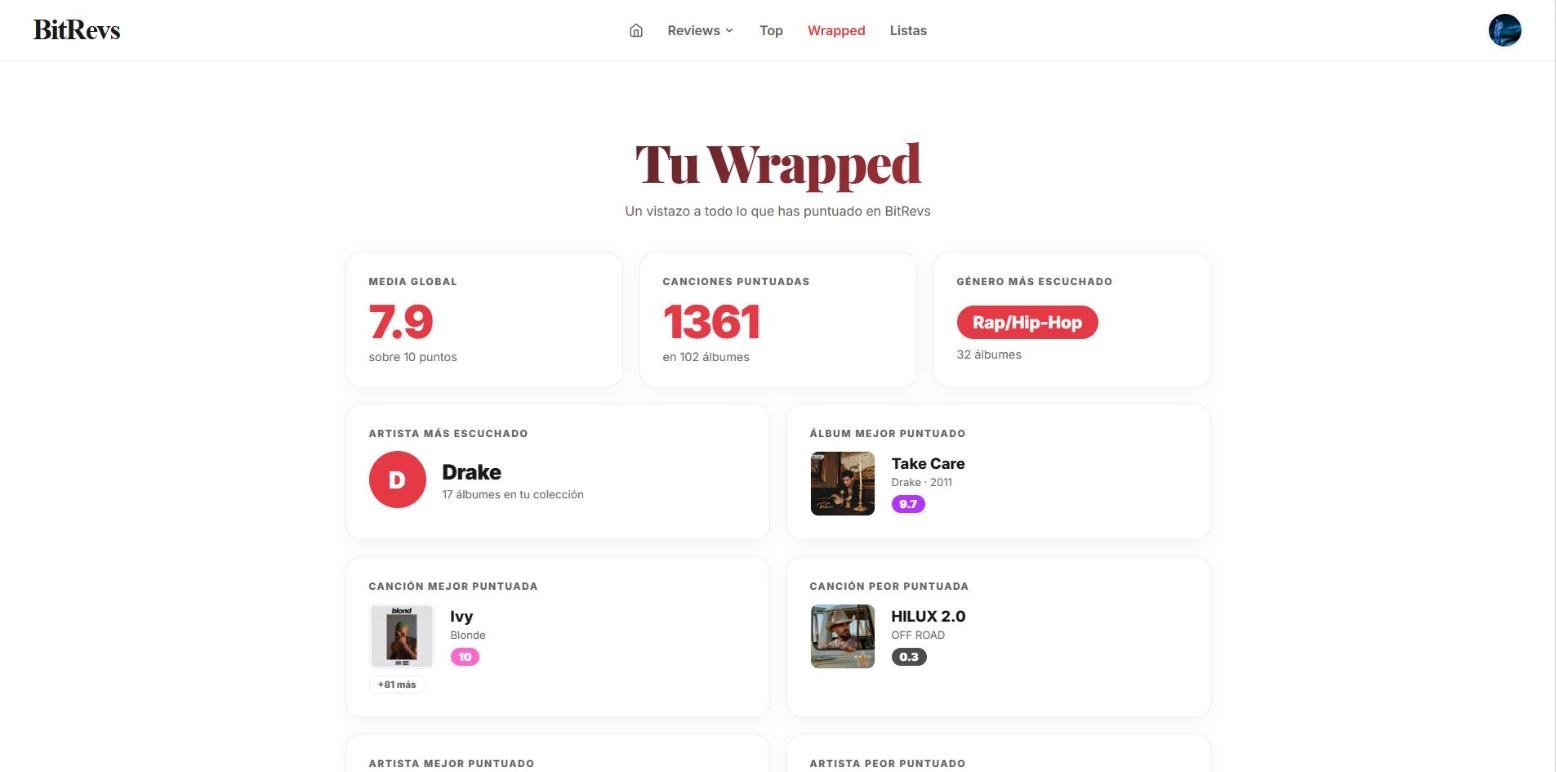 BitRevs
Reviews
Top
Wrapped
Listas
Tu Wrapped
Un vistazo a todo lo que has puntuado en BitRevs
MEDIA GLOBAL
7.9
sobre 10 puntos
CANCIONES PUNTUADAS
1361
en 102 álbumes
GÉNERO MÁS ESCUCHADO
Rap/Hip-Hop
32 álbumes
ARTISTA MÁS ESCUCHADO
D
Drake
17 álbumes en tu colección
ÁLBUM MEJOR PUNTUADO
Take Care
Drake · 2011
9.7
CANCIÓN MEJOR PUNTUADA
blond
Ivy
Blonde
10
+81 más
CANCIÓN PEOR PUNTUADA
HILUX 2.0
OFF ROAD
0.3
ARTISTA MEJOR PUNTUADO
ARTISTA PEOR PUNTUADO